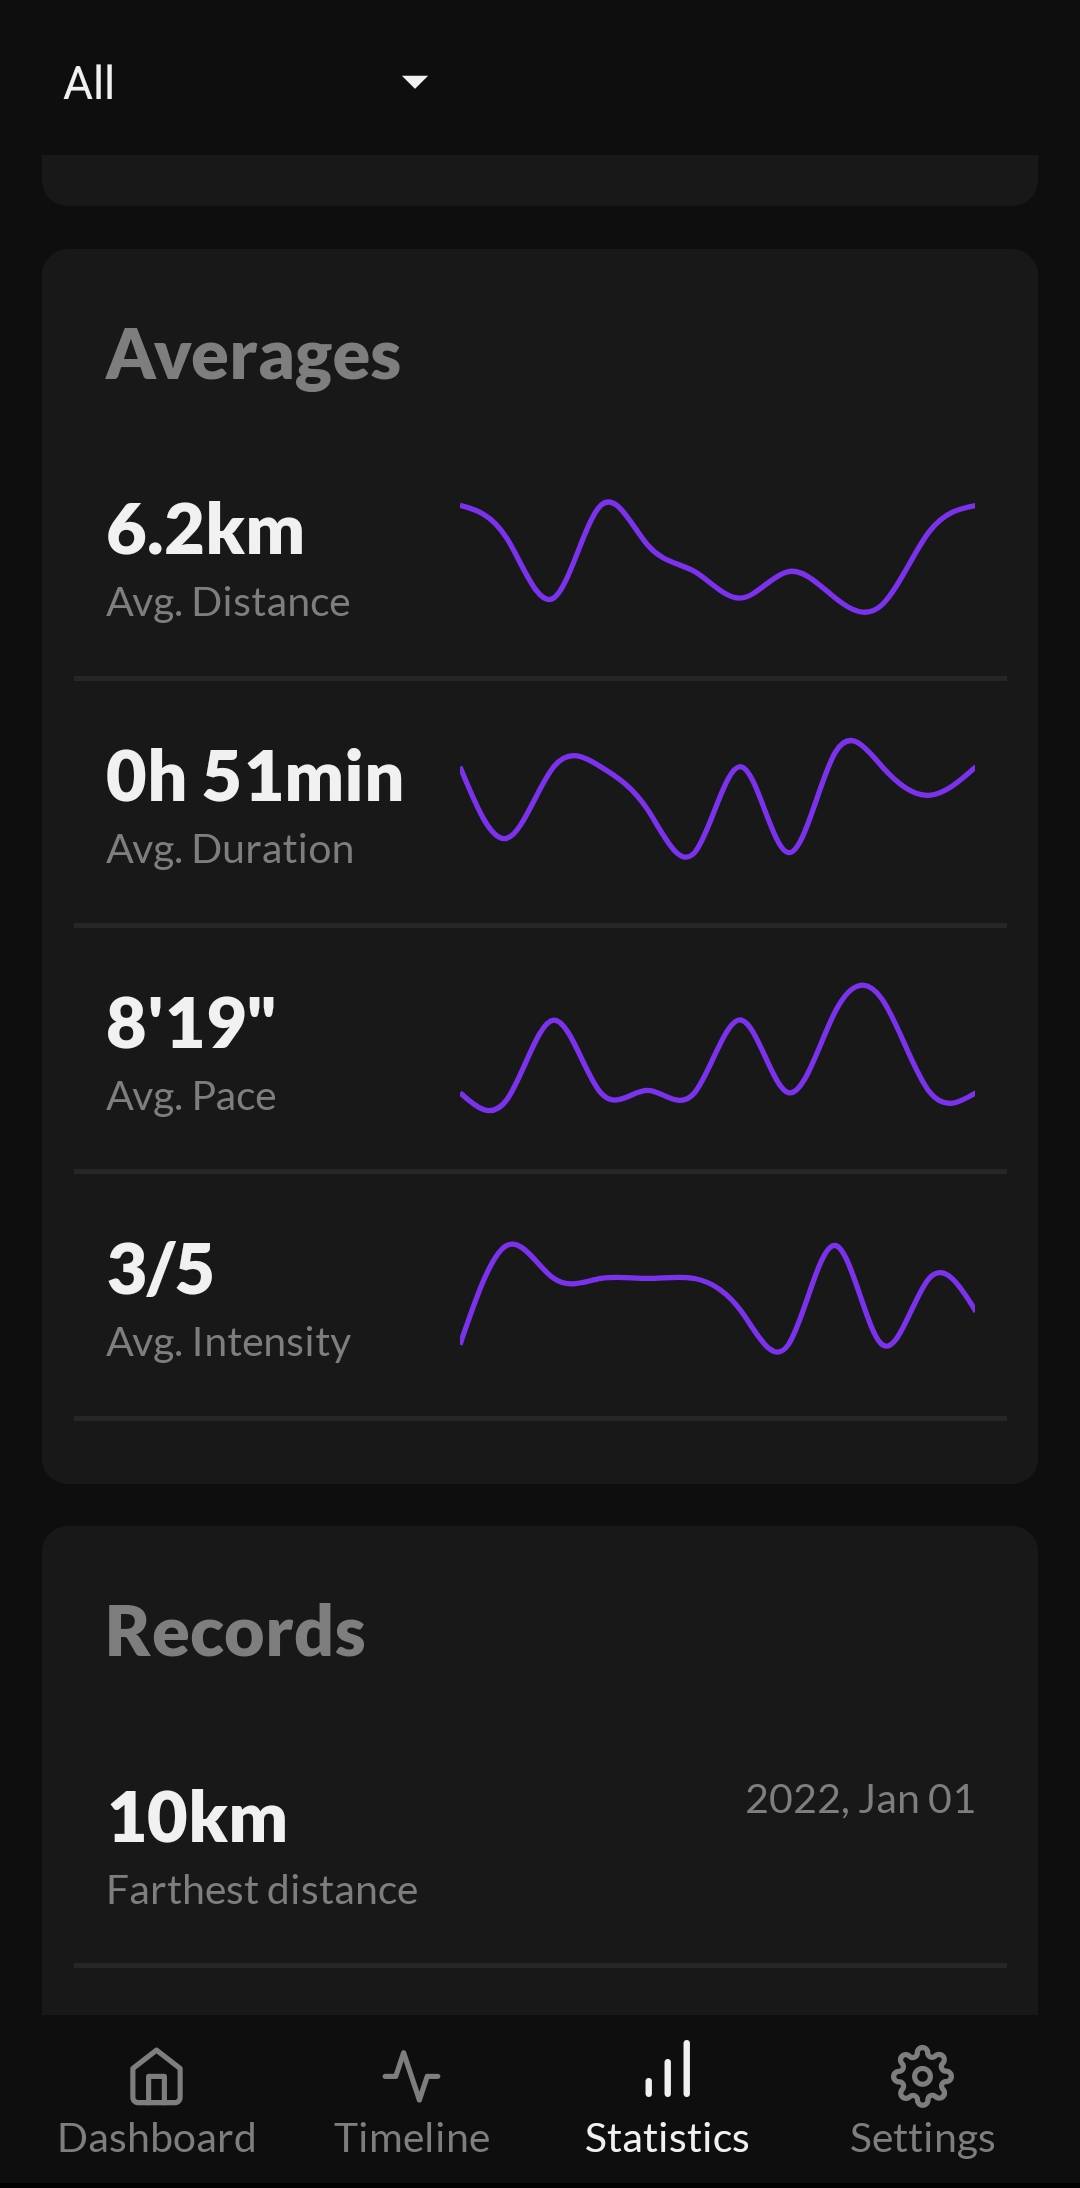 All
Averages
6.2km
Avg. Distance
0h 51min
Avg. Duration
8'19"
Avg. Pace
3/5
Avg. Intensity
Records
10km
2022, Jan 01
Farthest distance
Dashboard
Timeline
Statistics
Settings